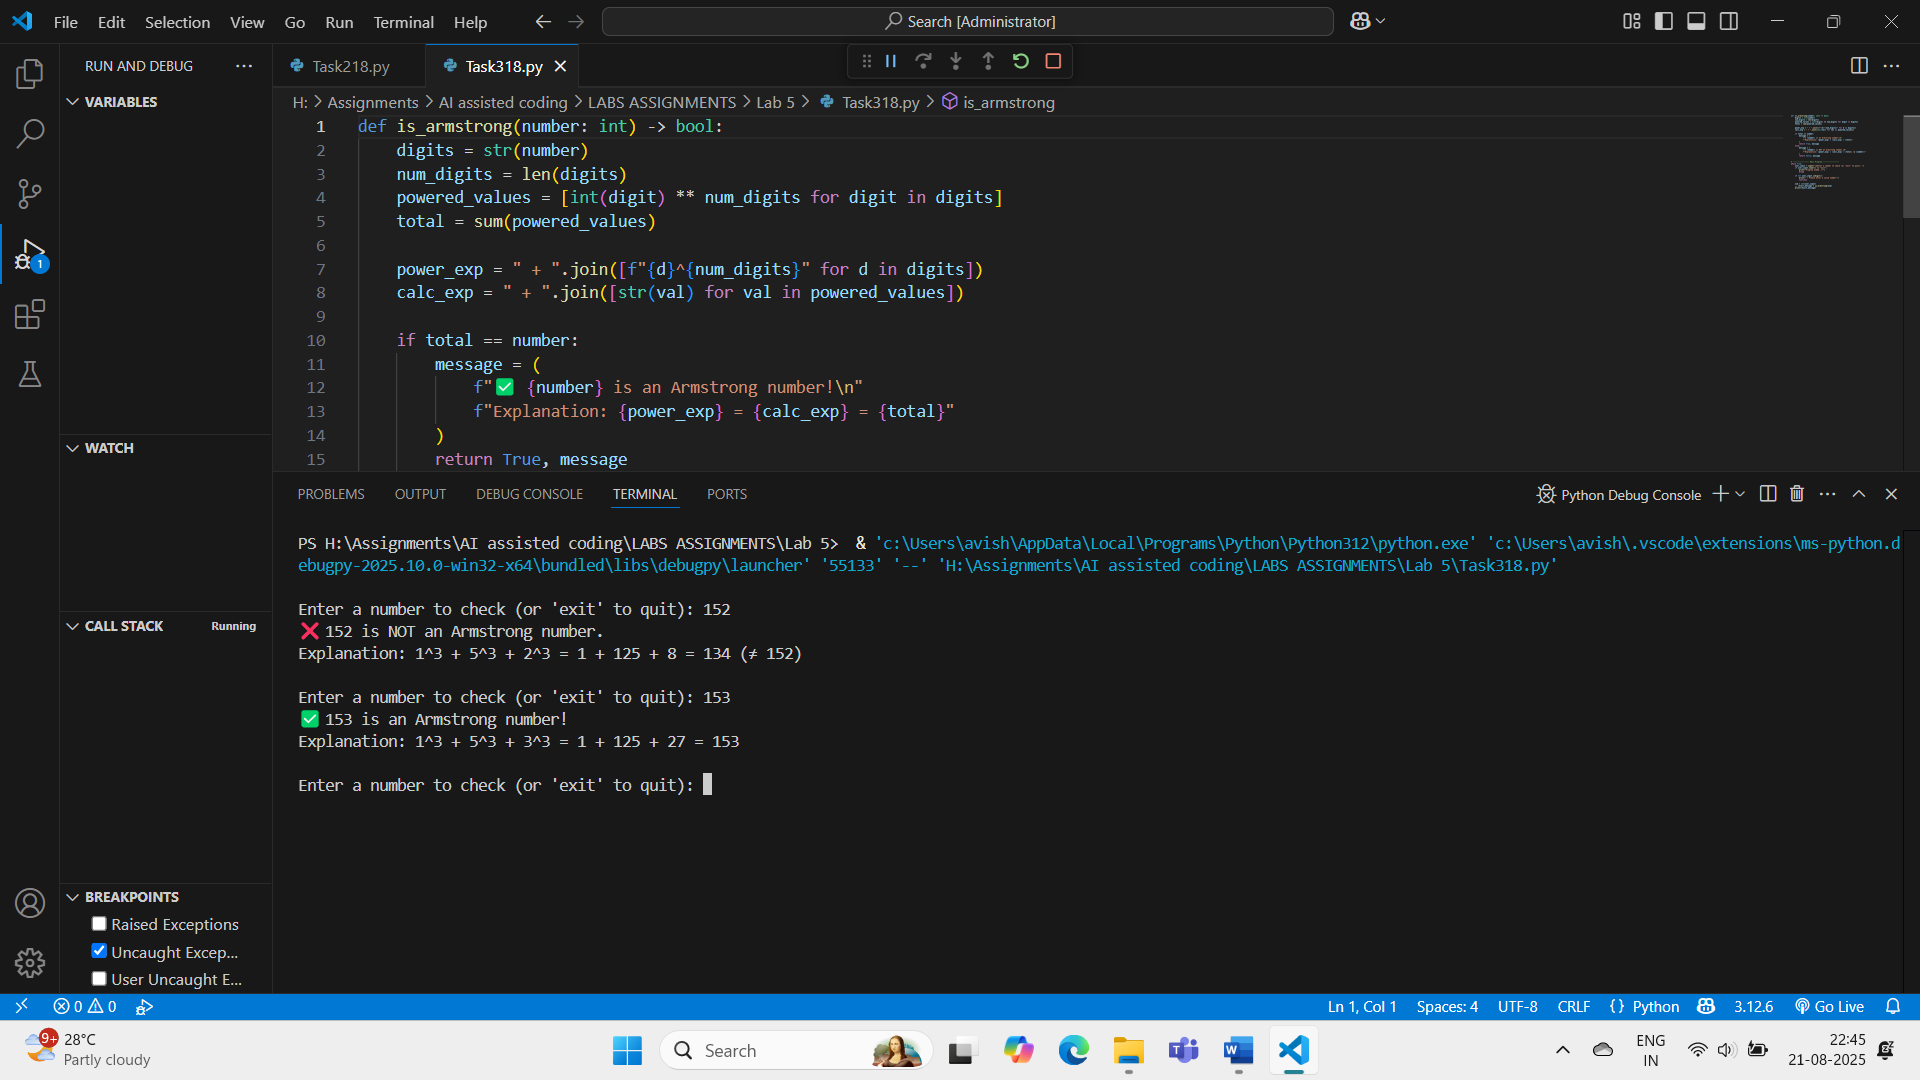 File Edit Selection View Go Run Terminal Help
Search [Administrator]
RUN AND DEBUG
Task218.py
Task318.py
VARIABLES
H: > Assignments > AI assisted coding > LABS ASSIGNMENTS > Lab 5 > Task318.py > is_armstrong
1 def is_armstrong(number: int) -> bool:
2 digits = str(number)
3 num_digits = len(digits)
4 powered_values = [int(digit) ** num_digits for digit in digits]
5 total = sum(powered_values)
6
7 power_exp = " + ".join([f"{d}^{num_digits}" for d in digits])
8 calc_exp = " + ".join([str(val) for val in powered_values])
9
10 if total == number:
11 message = (
12 f"✅ {number} is an Armstrong number!\n"
13 f"Explanation: {power_exp} = {calc_exp} = {total}"
14 )
15 return True, message
WATCH
CALL STACK Running
BREAKPOINTS
Raised Exceptions
Uncaught Excep...
User Uncaught E...
1
PROBLEMS OUTPUT DEBUG CONSOLE TERMINAL PORTS
Python Debug Console
PS H:\Assignments\AI assisted coding\LABS ASSIGNMENTS\Lab 5> & 'c:\Users\avish\AppData\Local\Programs\Python\Python312\python.exe' 'c:\Users\avish\.vscode\extensions\ms-python.d
ebugpy-2025.10.0-win32-x64\bundled\libs\debugpy\launcher' '55133' '--' 'H:\Assignments\AI assisted coding\LABS ASSIGNMENTS\Lab 5\Task318.py'
Enter a number to check (or 'exit' to quit): 152
❌ 152 is NOT an Armstrong number.
Explanation: 1^3 + 5^3 + 2^3 = 1 + 125 + 8 = 134 (≠ 152)
Enter a number to check (or 'exit' to quit): 153
✅ 153 is an Armstrong number!
Explanation: 1^3 + 5^3 + 3^3 = 1 + 125 + 27 = 153
Enter a number to check (or 'exit' to quit):
0 0
Ln 1, Col 1 Spaces: 4 UTF-8 CRLF {} Python 3.12.6 Go Live
9+ 28°C
Partly cloudy
Search
ENG
IN
22:45
21-08-2025